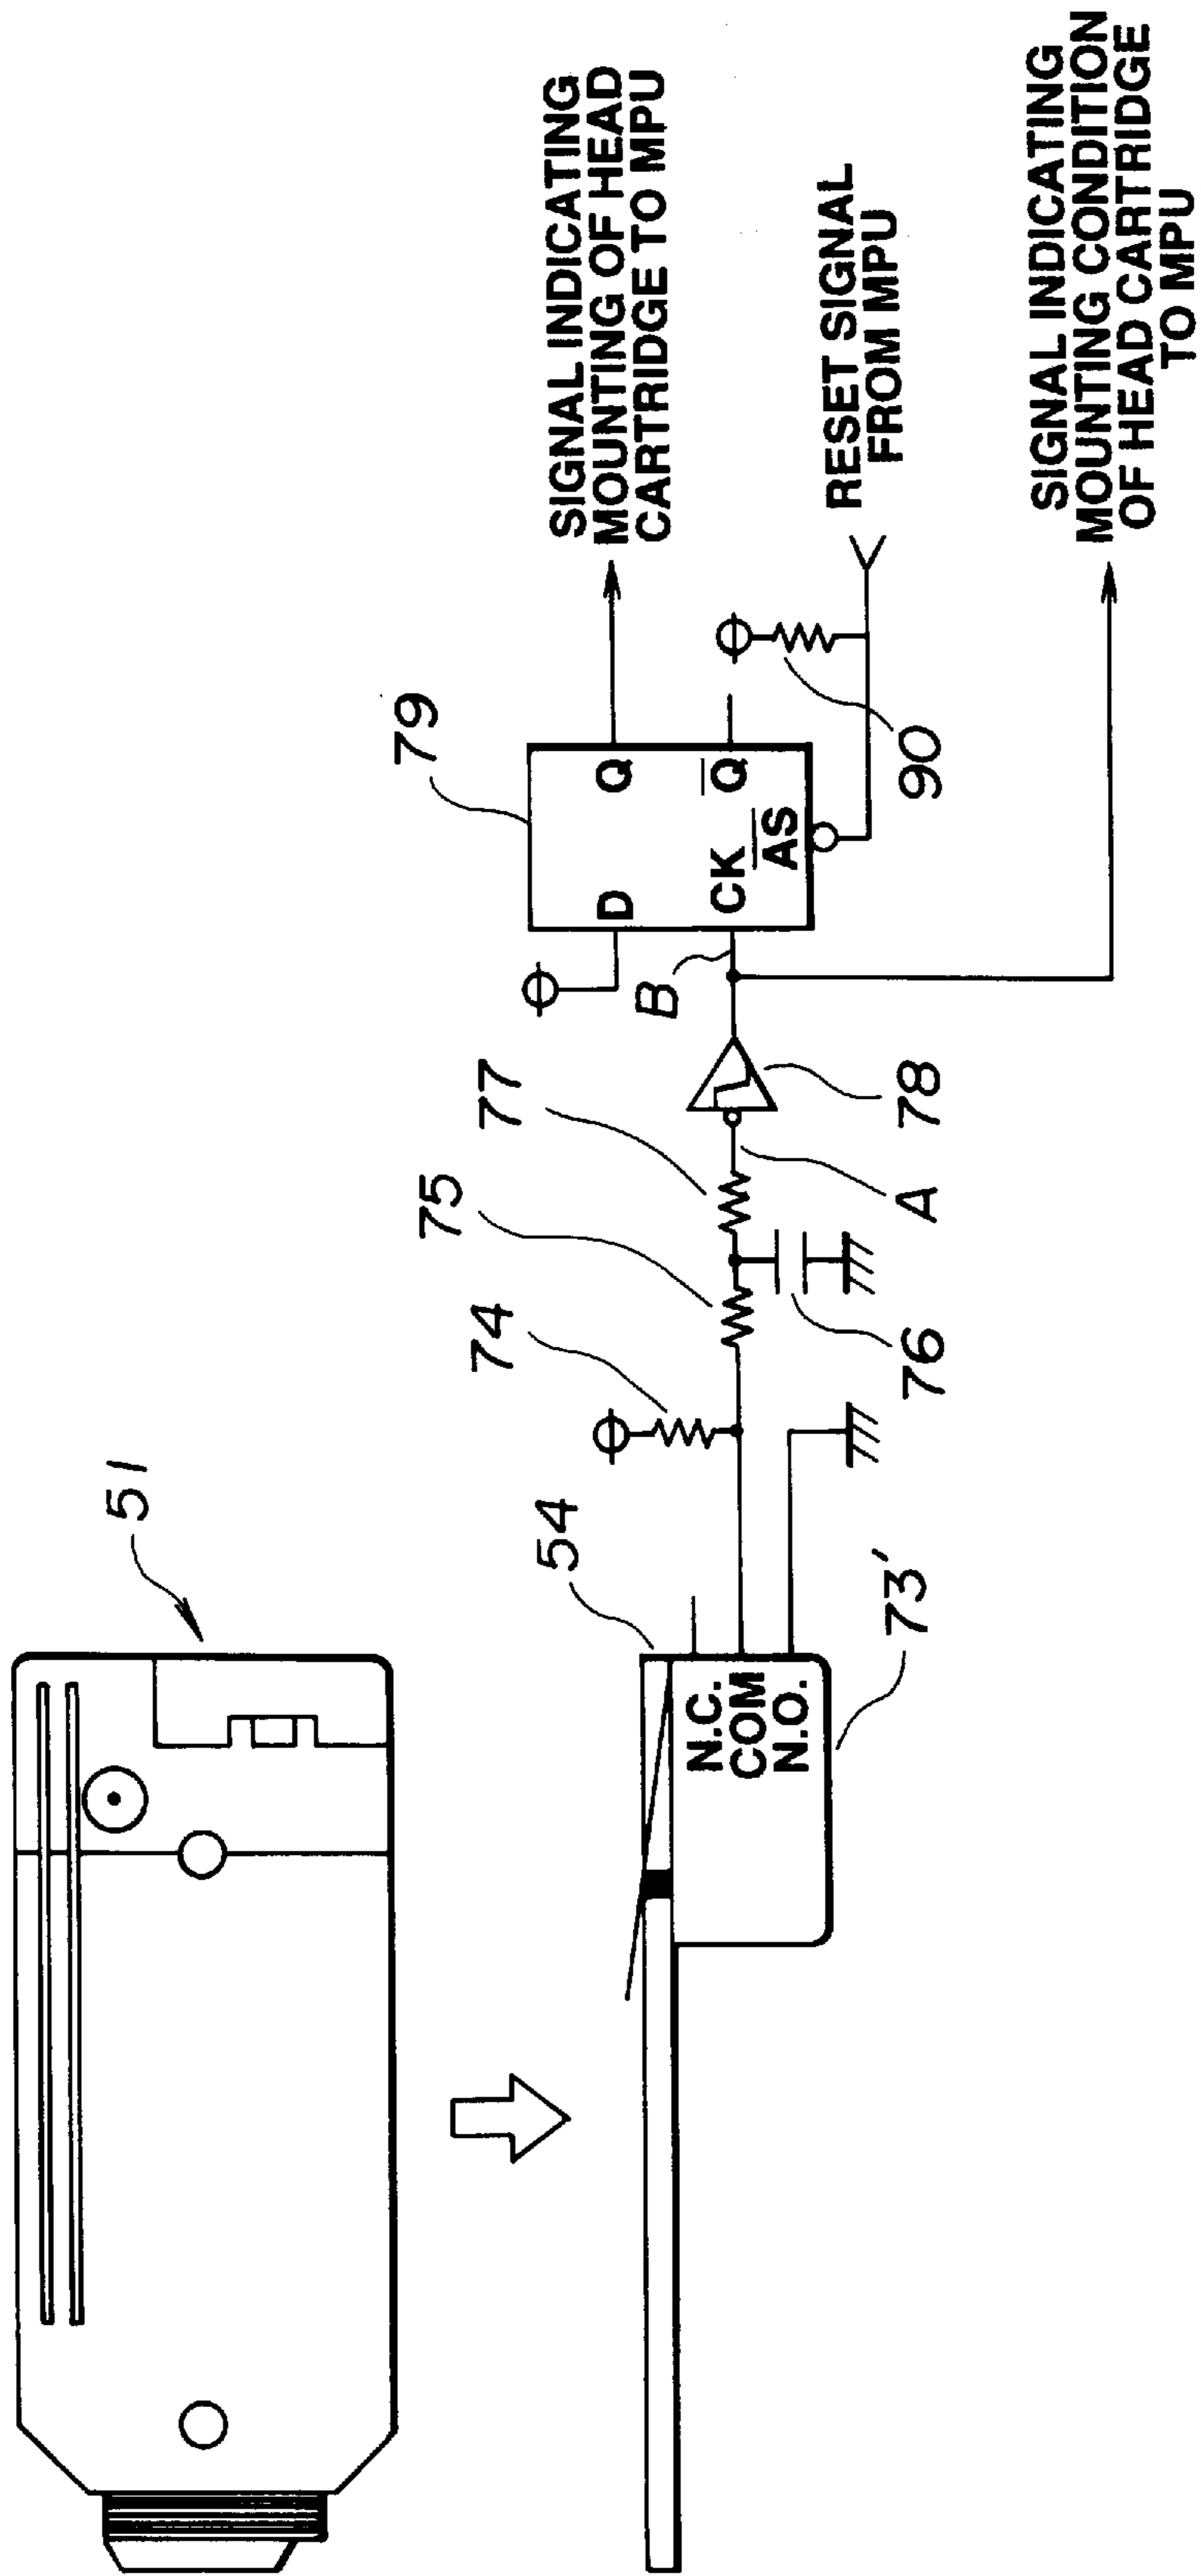 51
54
N.C.
COM
N.O.
73'
74
75
76
77
A
78
B
79
D
Q
CK
Q
AS
90
SIGNAL INDICATING
MOUNTING OF HEAD
CARTRIDGE TO MPU
RESET SIGNAL
FROM MPU
SIGNAL INDICATING
MOUNTING CONDITION
OF HEAD CARTRIDGE
TO MPU